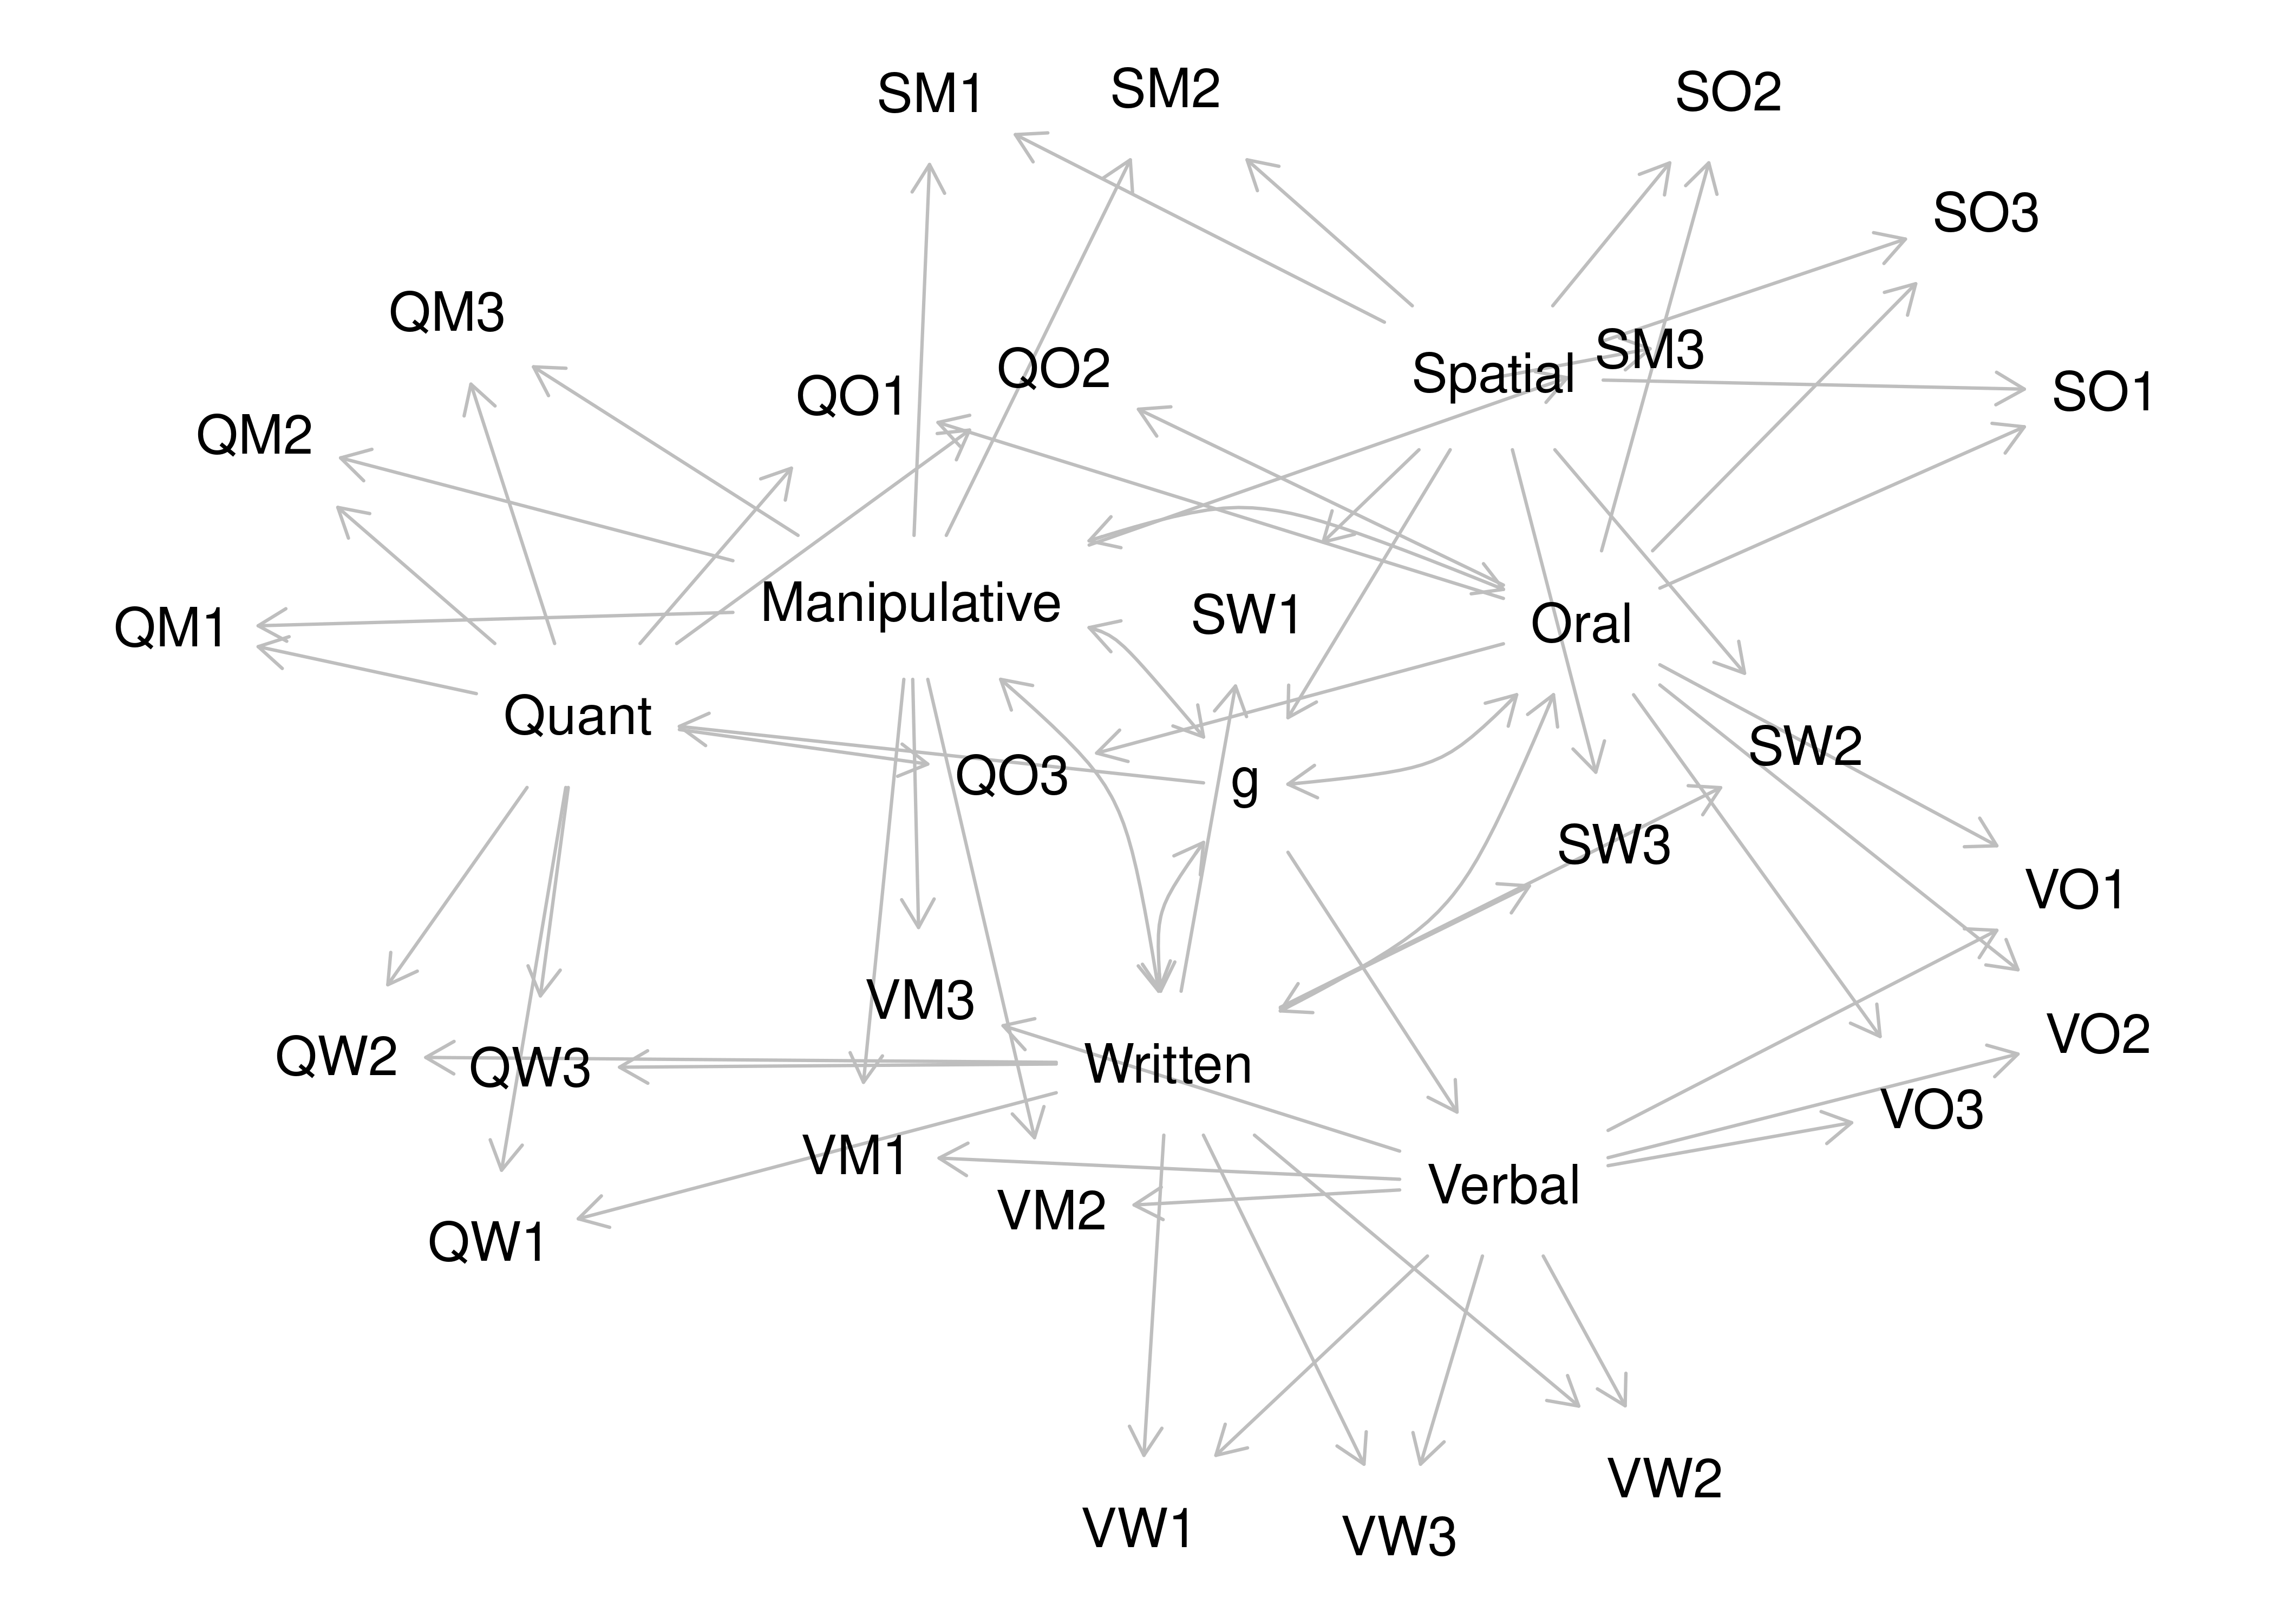 SM1
SM2
SO2
SO3
QM3
SM3
QO2
Spatial
QO1
SO1
QM2
Manipulative
SW1
Oral
QM1
Quant
SW2
QO3
g
SW3
VO1
VM3
VO2
QW2
QW3
Written
VO3
VM1
Verbal
VM2
QW1
VW2
VW1
VW3